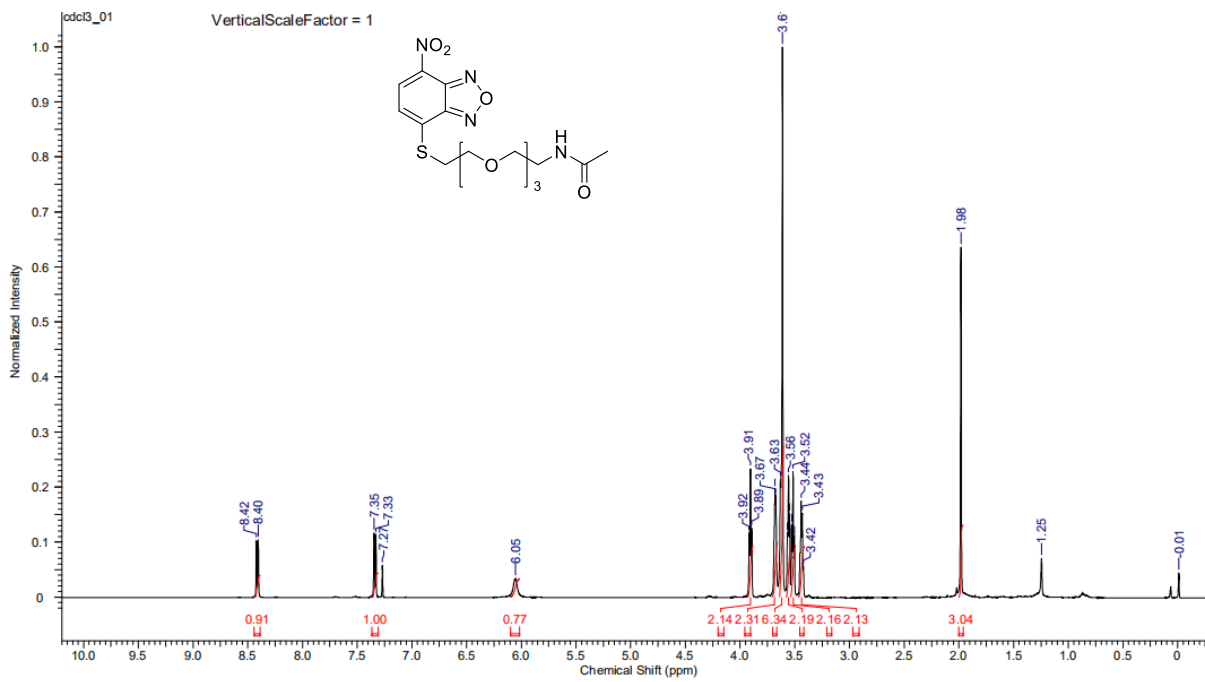 cdcl3_01
VerticalScaleFactor = 1
NO₂
N
O
N
S
O
3
H
N
O
Normalized Intensity
1.0
0.9
0.8
0.7
0.6
0.5
0.4
0.3
0.2
0.1
0
8.42
8.40
7.35
7.33
7.27
6.05
3.92
3.91
3.89
3.67
3.63
3.6
3.56
3.52
3.44
3.43
3.42
1.98
1.25
-0.01
0.91 1.00 0.77 2.14 2.31 6.34 2.19 2.16 2.13 3.04
10.0 9.5 9.0 8.5 8.0 7.5 7.0 6.5 6.0 5.5 5.0 4.5 4.0 3.5 3.0 2.5 2.0 1.5 1.0 0.5 0
Chemical Shift (ppm)